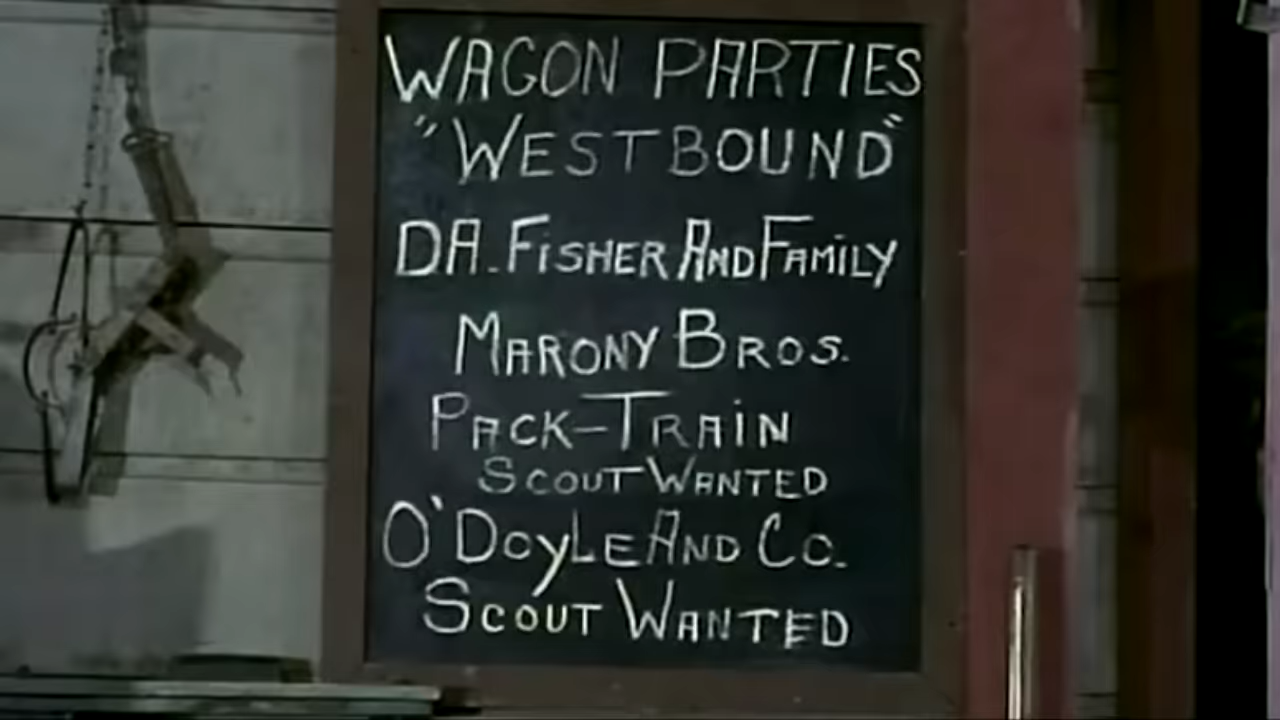 WAGON PARTIES
"WESTBOUND"
DA. FISHER AND FAMILY
MARONY BROS.
PACK-TRAIN
SCOUT WANTED
O'DOYLE AND CO.
SCOUT WANTED